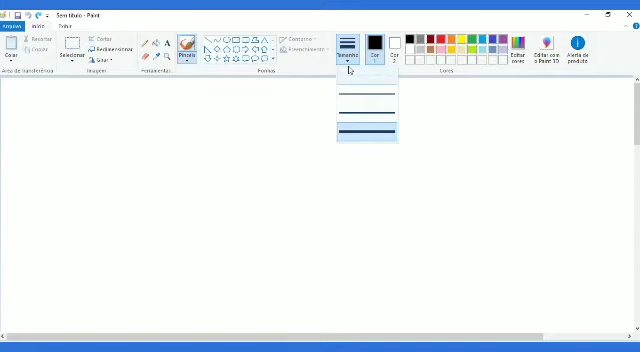 Sem título - Paint
Arquivo Início Exibir
Colar
Recortar
Copiar
Área de transferência
Selecionar
Cortar
Redimensionar
Girar
Imagem
A
Ferramentas
Pincéis
Contorno
Preenchimento
Formas
Tamanho
Cor
1
Cor
2
Cores
Editar
cores
Editar com
o Paint 3D
Alerta de
produto